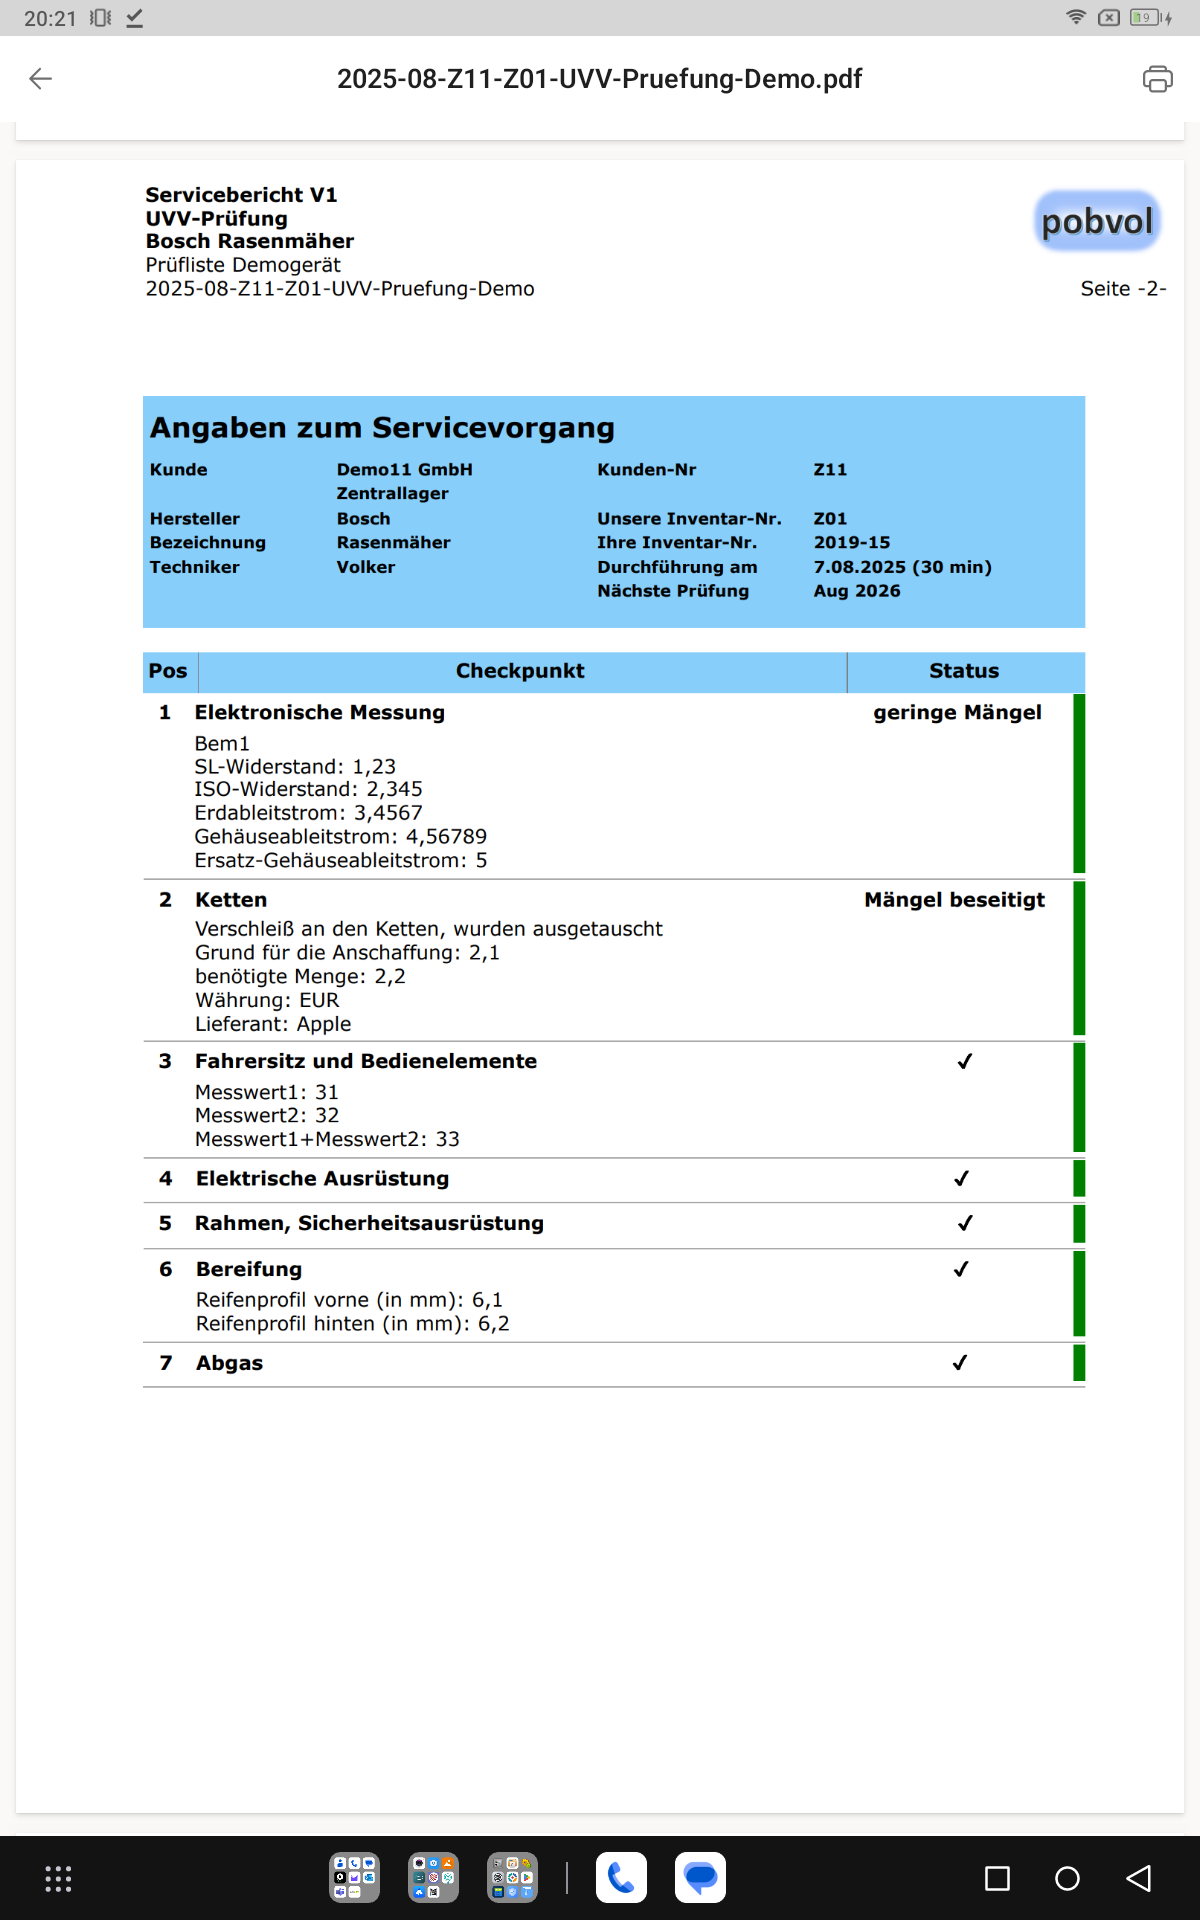 20:21
19
2025-08-Z11-Z01-UVV-Pruefung-Demo.pdf
Servicebericht V1
UVV-Prüfung
Bosch Rasenmäher
Prüfliste Demogerät
2025-08-Z11-Z01-UVV-Pruefung-Demo
pobvol
Seite -2-
Angaben zum Servicevorgang
Kunde Demo11 GmbH Kunden-Nr Z11
Zentrallager
Hersteller Bosch Unsere Inventar-Nr. Z01
Bezeichnung Rasenmäher Ihre Inventar-Nr. 2019-15
Techniker Volker Durchführung am 7.08.2025 (30 min)
Nächste Prüfung Aug 2026
Pos Checkpunkt Status
1 Elektronische Messung geringe Mängel
Bem1
SL-Widerstand: 1,23
ISO-Widerstand: 2,345
Erdableitstrom: 3,4567
Gehäuseableitstrom: 4,56789
Ersatz-Gehäuseableitstrom: 5
2 Ketten Mängel beseitigt
Verschleiß an den Ketten, wurden ausgetauscht
Grund für die Anschaffung: 2,1
benötigte Menge: 2,2
Währung: EUR
Lieferant: Apple
3 Fahrersitz und Bedienelemente ✓
Messwert1: 31
Messwert2: 32
Messwert1+Messwert2: 33
4 Elektrische Ausrüstung ✓
5 Rahmen, Sicherheitsausrüstung ✓
6 Bereifung ✓
Reifenprofil vorne (in mm): 6,1
Reifenprofil hinten (in mm): 6,2
7 Abgas ✓